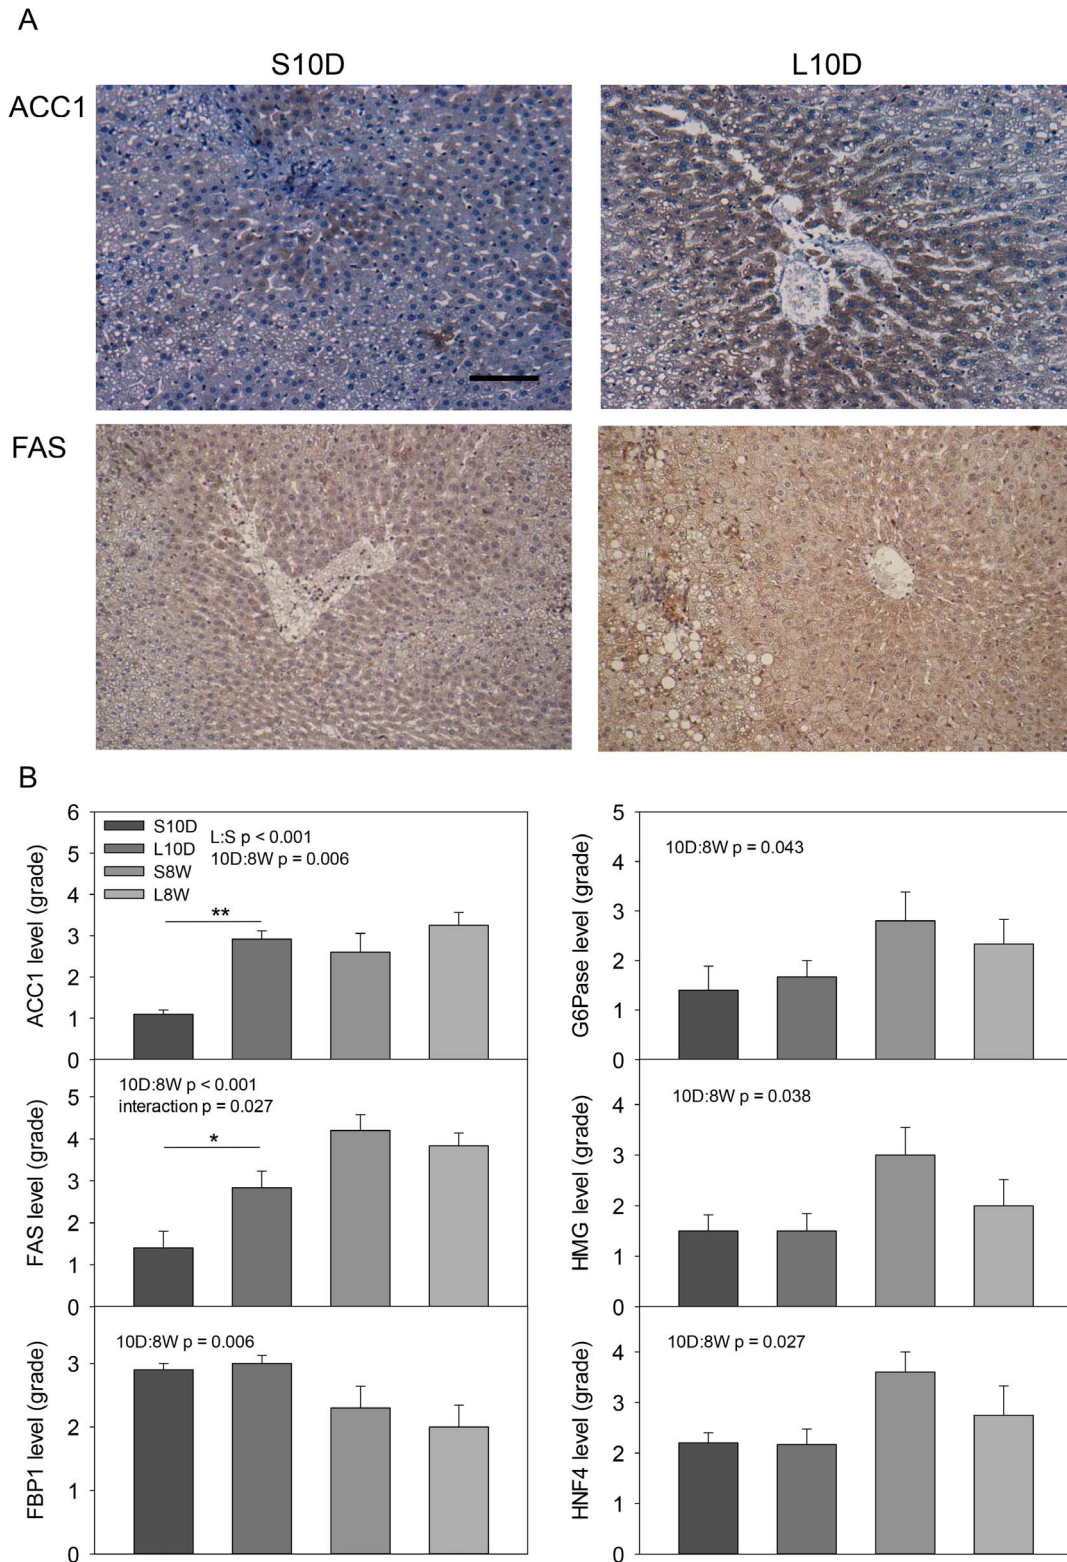 A
S10D
L10D
ACC1
FAS
B
6
5
4
3
2
1
0
ACC1 level (grade)
S10D
L10D
S8W
L8W
L:S p < 0.001
10D:8W p = 0.006
**
5
4
3
2
1
0
G6Pase level (grade)
10D:8W p = 0.043
5
4
3
2
1
0
FAS level (grade)
10D:8W p < 0.001
interaction p = 0.027
*
4
3
2
1
0
HMG level (grade)
10D:8W p = 0.038
3
2
1
0
FBP1 level (grade)
10D:8W p = 0.006
4
3
2
1
0
HNF4 level (grade)
10D:8W p = 0.027